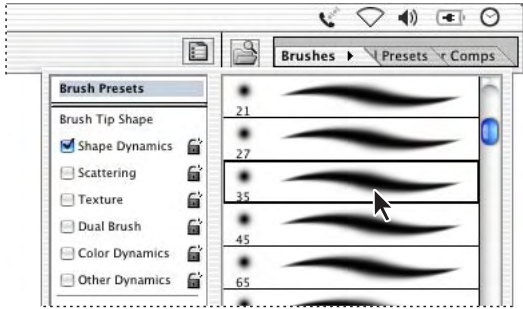 Brushes Presets r Comps
Brush Presets
Brush Tip Shape
Shape Dynamics
Scattering
Texture
Dual Brush
Color Dynamics
Other Dynamics
21
27
35
45
65